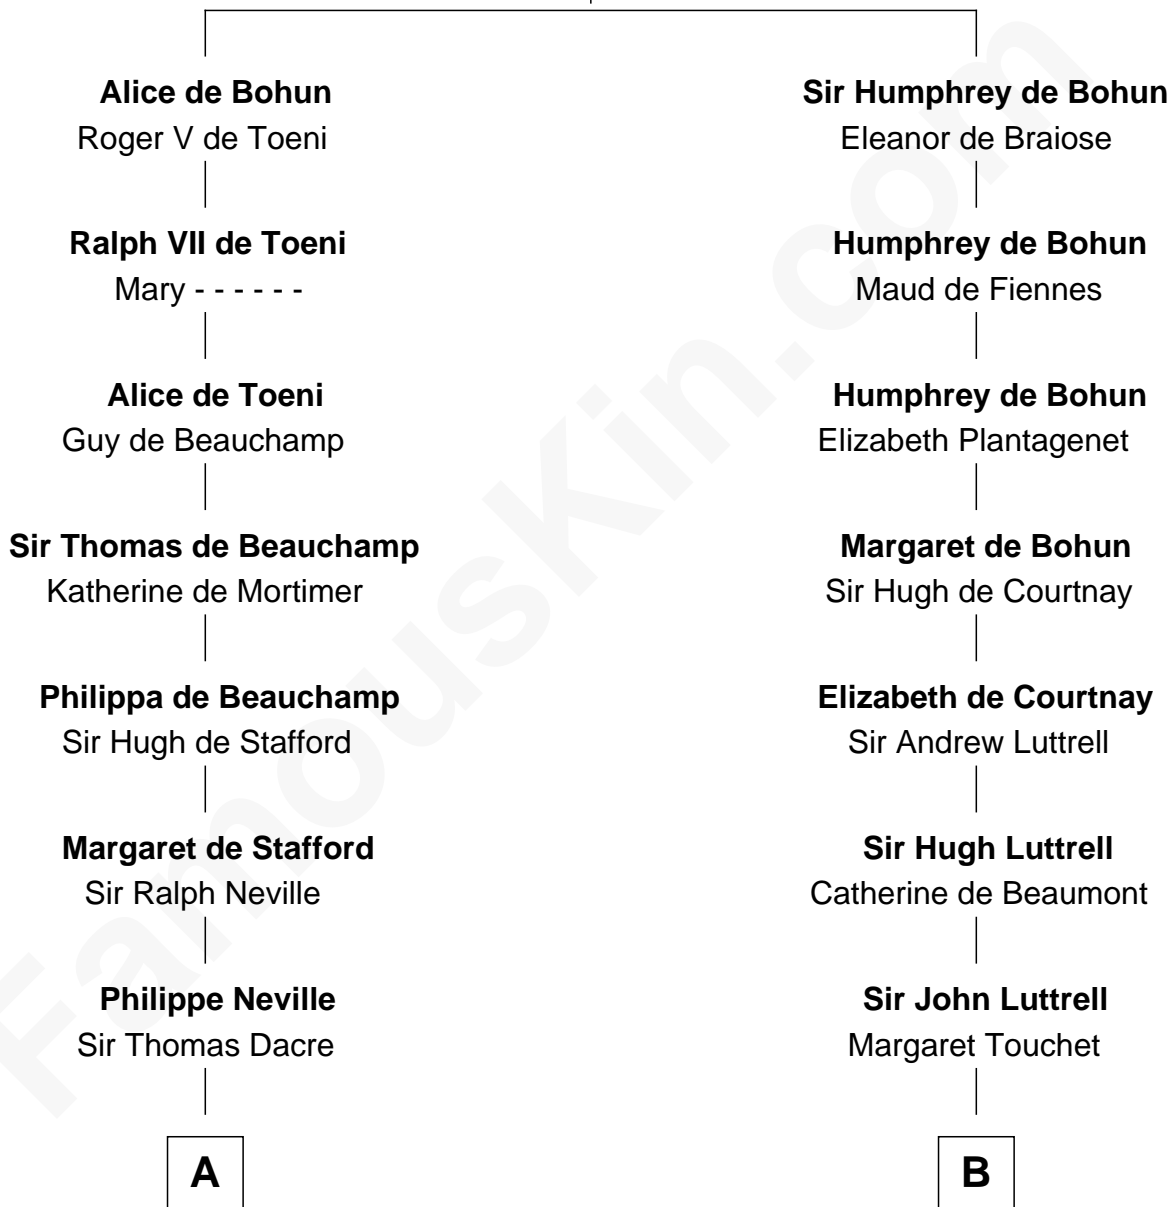 Alice de Bohun
Roger V de Toeni
Ralph VII de Toeni
Mary - - - - - -
Alice de Toeni
Guy de Beauchamp
Sir Thomas de Beauchamp
Katherine de Mortimer
Philippa de Beauchamp
Sir Hugh de Stafford
Margaret de Stafford
Sir Ralph Neville
Philippe Neville
Sir Thomas Dacre
A
Sir Humphrey de Bohun
Eleanor de Braiose
Humphrey de Bohun
Maud de Fiennes
Humphrey de Bohun
Elizabeth Plantagenet
Margaret de Bohun
Sir Hugh de Courtnay
Elizabeth de Courtnay
Sir Andrew Luttrell
Sir Hugh Luttrell
Catherine de Beaumont
Sir John Luttrell
Margaret Touchet
B
FamousKin.com